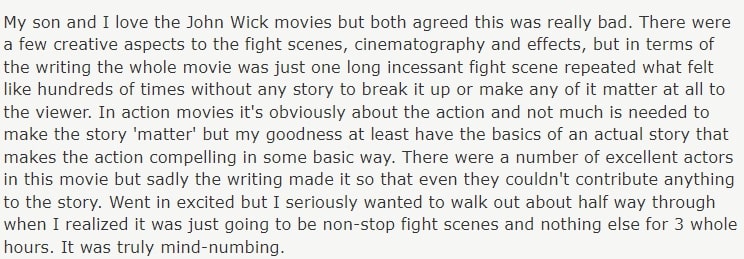 My son and I love the John Wick movies but both agreed this was really bad. There were
a few creative aspects to the fight scenes, cinematography and effects, but in terms of
the writing the whole movie was just one long incessant fight scene repeated what felt
like hundreds of times without any story to break it up or make any of it matter at all to
the viewer. In action movies it's obviously about the action and not much is needed to
make the story 'matter' but my goodness at least have the basics of an actual story that
makes the action compelling in some basic way. There were a number of excellent actors
in this movie but sadly the writing made it so that even they couldn't contribute anything
to the story. Went in excited but I seriously wanted to walk out about half way through
when I realized it was just going to be non-stop fight scenes and nothing else for 3 whole
hours. It was truly mind-numbing.